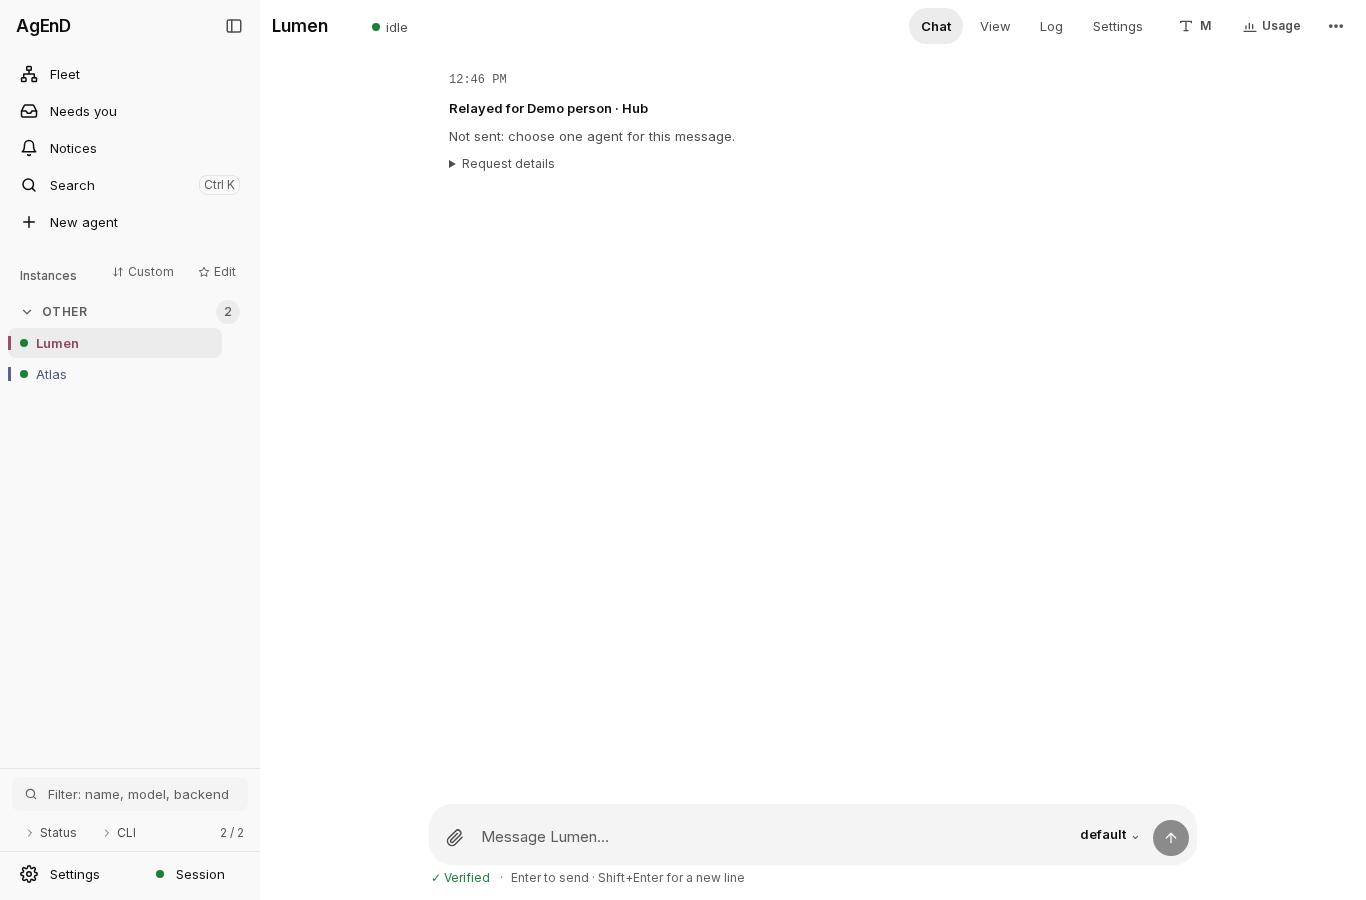 AgEnD
Fleet
Needs you
Notices
Search Ctrl K
New agent
Instances Custom Edit
OTHER 2
Lumen
Atlas
Filter: name, model, backend
Status CLI 2 / 2
Settings Session
Lumen idle Chat View Log Settings M Usage
12:46 PM
Relayed for Demo person · Hub
Not sent: choose one agent for this message.
Request details
Message Lumen... default
✓ Verified · Enter to send · Shift+Enter for a new line